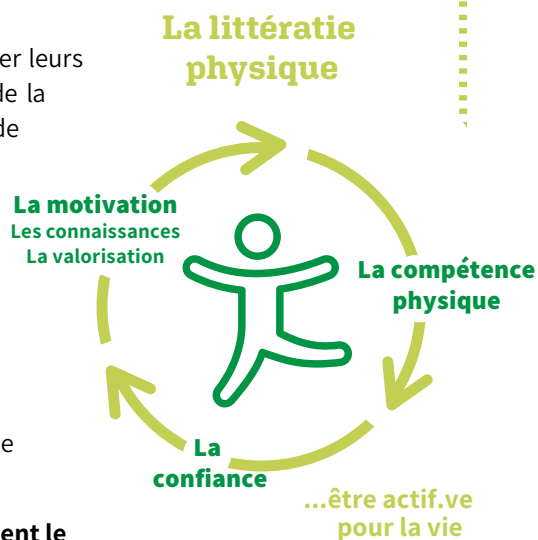 La littératie
physique
er leurs
de la
de
La motivation
Les connaissances
La valorisation
La compétence
physique
La
confiance
e
...être actif.ve
pour la vie
ent le